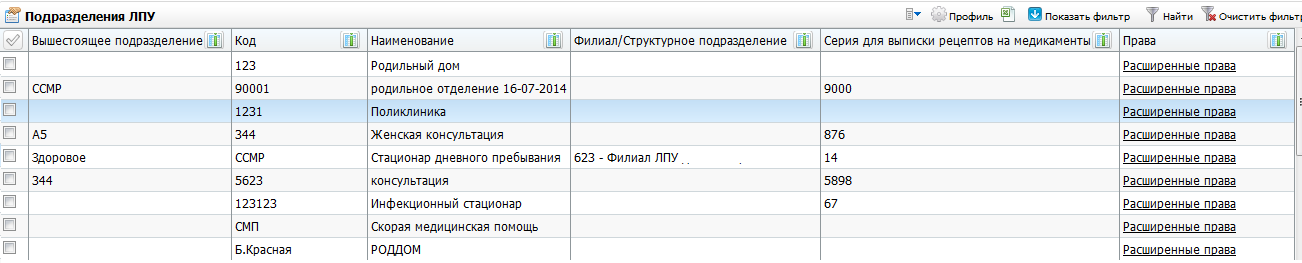 Подразделения ЛПУ Профиль Показать фильтр Найти Очистить фильтр
Вышестоящее подразделение Код Наименование Филиал/Структурное подразделение Серия для выписки рецептов на медикаменты Права
123 Родильный дом Расширенные права
ССМР 90001 родильное отделение 16-07-2014 9000 Расширенные права
1231 Поликлиника Расширенные права
А5 344 Женская консультация 876 Расширенные права
Здоровое ССМР Стационар дневного пребывания 623 - Филиал ЛПУ 14 Расширенные права
344 5623 консультация 5898 Расширенные права
123123 Инфекционный стационар 67 Расширенные права
СМП Скорая медицинская помощь Расширенные права
Б.Красная РОДДОМ Расширенные права